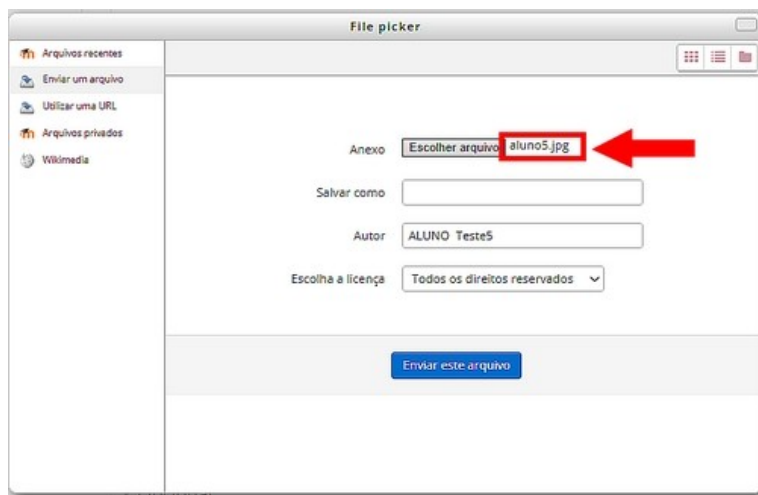 File picker
Arquivos recentes
Enviar um arquivo
Utilizar uma URL
Arquivos privados
Wikimedia
Anexo Escolher arquivo aluno5.jpg
Salvar como
Autor ALUNO Teste5
Escolha a licença Todos os direitos reservados
Enviar este arquivo